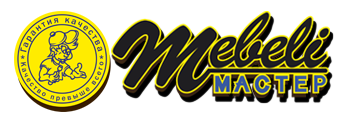 Гарантия качества
Качество превыше всего
Mebeli
МАСТЕР